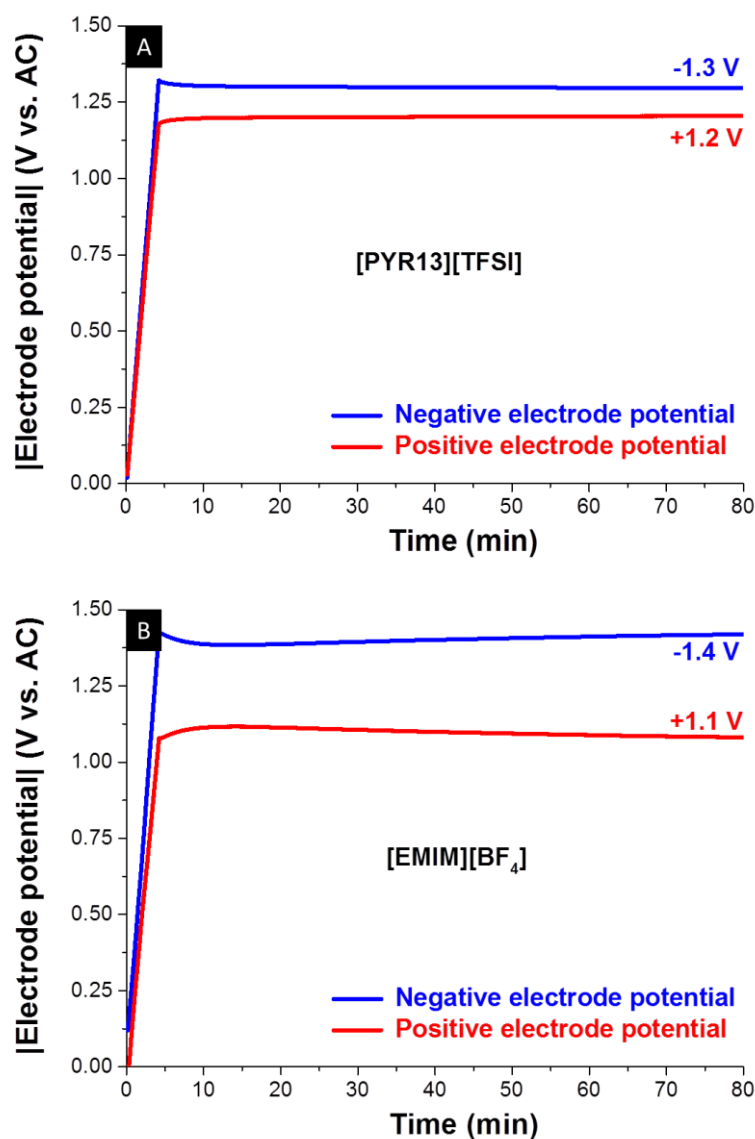 A
|Electrode potential| (V vs. AC)
1.50
1.25
1.00
0.75
0.50
0.25
0.00
-1.3 V
+1.2 V
[PYR13][TFSI]
Negative electrode potential
Positive electrode potential
0 10 20 30 40 50 60 70 80
Time (min)
B
|Electrode potential| (V vs. AC)
1.50
1.25
1.00
0.75
0.50
0.25
0.00
-1.4 V
+1.1 V
[EMIM][BF₄]
Negative electrode potential
Positive electrode potential
0 10 20 30 40 50 60 70 80
Time (min)